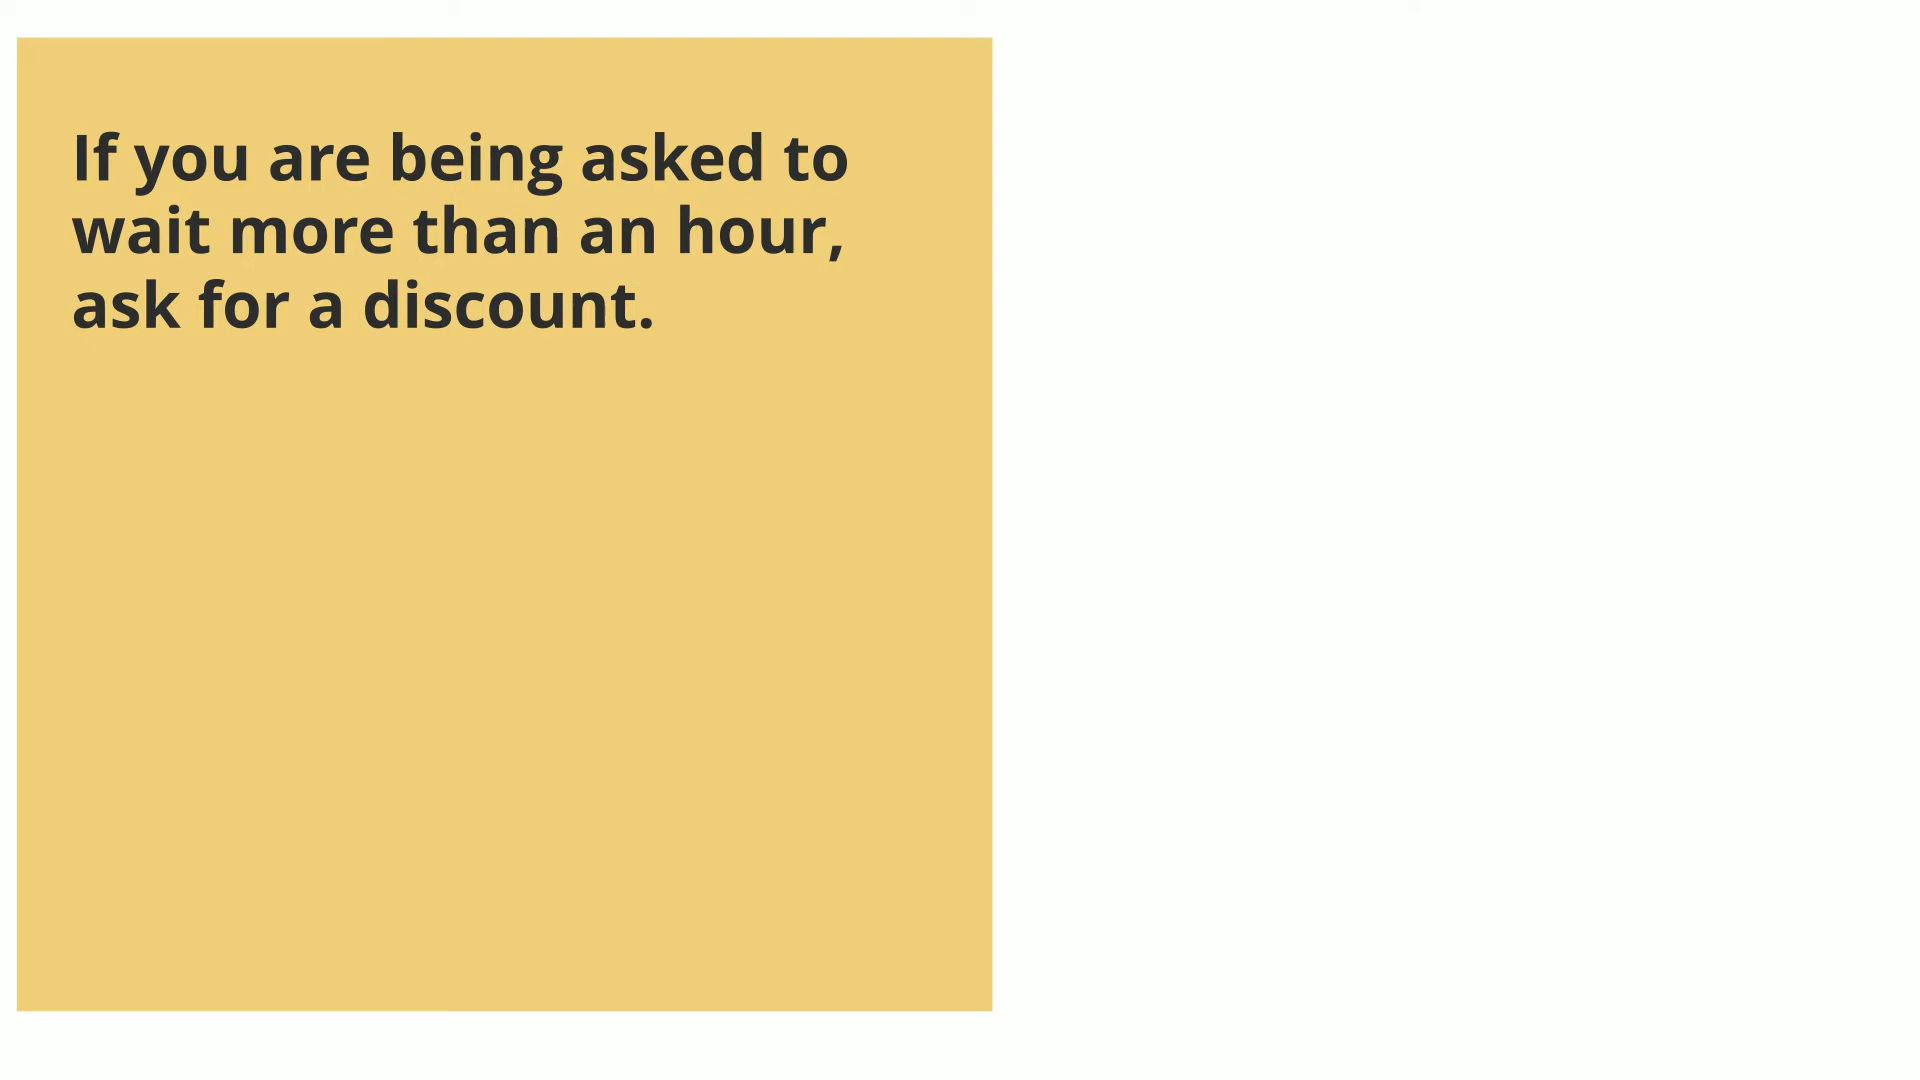 If you are being asked to
wait more than an hour,
ask for a discount.